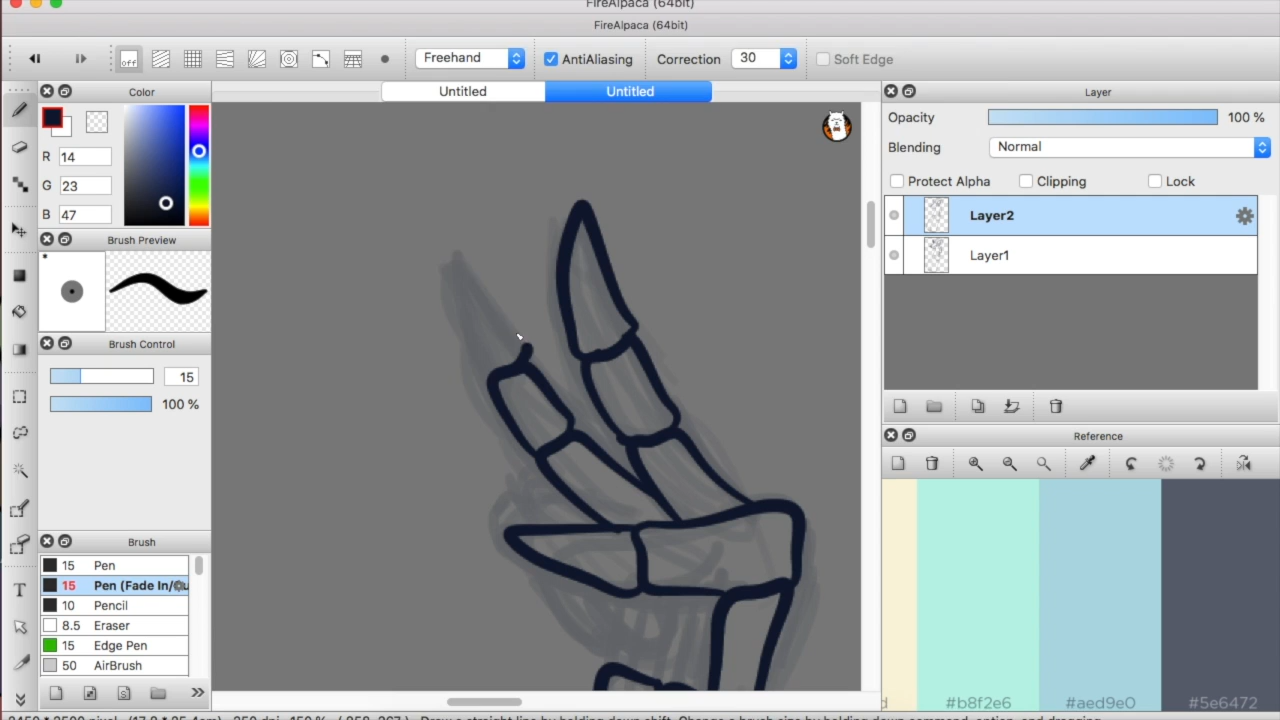 FireAlpaca (64bit)
FireAlpaca (64bit)
off
Freehand
AntiAliasing
Correction
30
Soft Edge
Color
Untitled
Untitled
Layer
R 14
G 23
B 47
Opacity
100 %
Blending
Normal
Protect Alpha
Clipping
Lock
Layer2
Layer1
Brush Preview
*
Brush Control
15
100 %
Reference
Brush
15 Pen
15 Pen (Fade In/
10 Pencil
8.5 Eraser
15 Edge Pen
50 AirBrush
T
d
#b8f2e6
#aed9e0
#5e6472